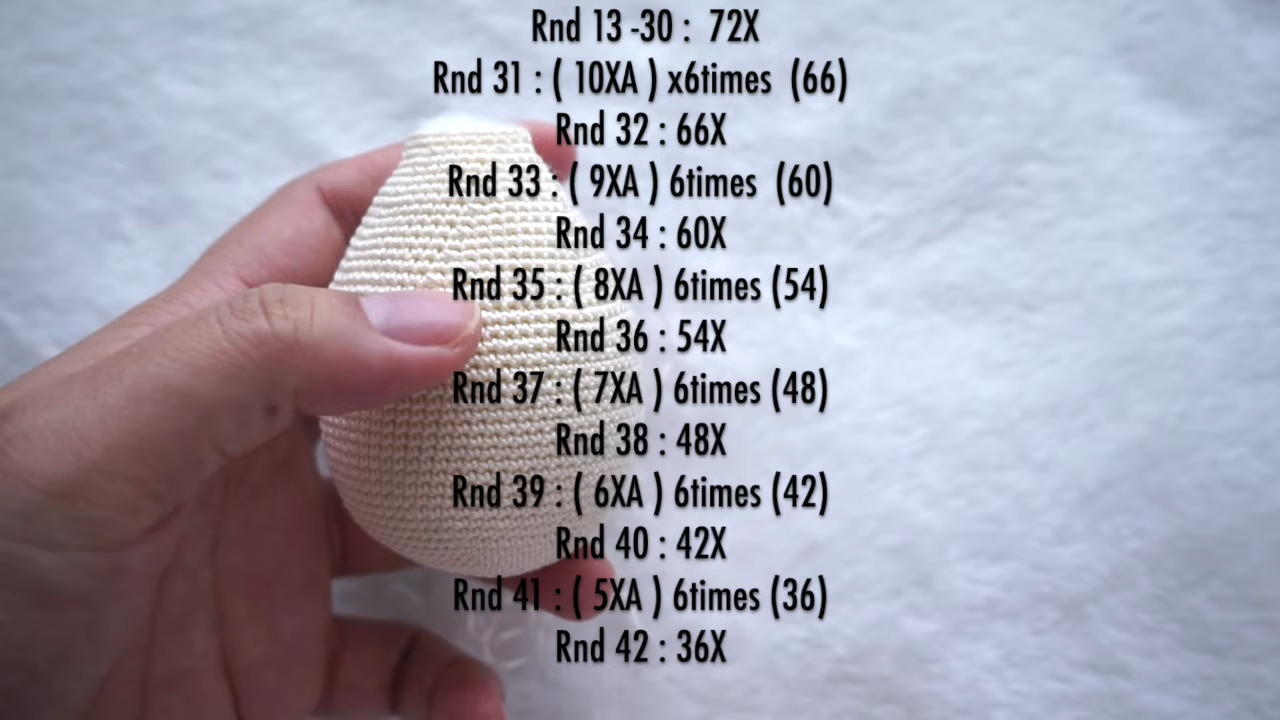 Rnd 13 -30 :  72X
Rnd 31 : ( 10XA ) x6times  (66)
Rnd 32 : 66X
Rnd 33 : ( 9XA ) 6times  (60)
Rnd 34 : 60X
Rnd 35 : ( 8XA ) 6times (54)
Rnd 36 : 54X
Rnd 37 : ( 7XA ) 6times (48)
Rnd 38 : 48X
Rnd 39 : ( 6XA ) 6times (42)
Rnd 40 : 42X
Rnd 41 : ( 5XA ) 6times (36)
Rnd 42 : 36X